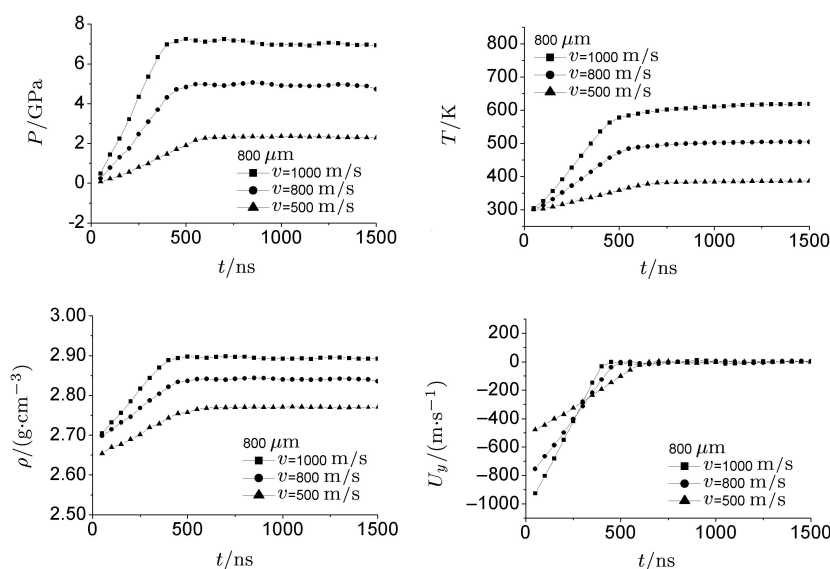 8
6
4
2
0
−2
P/GPa
800 μm
v=1000 m/s
v=800 m/s
v=500 m/s
0 500 1000 1500
t/ns
800
700
600
500
400
300
T/K
800 μm
v=1000 m/s
v=800 m/s
v=500 m/s
0 500 1000 1500
t/ns
3.00
2.90
2.80
2.70
2.60
2.50
ρ/(g·cm−3)
800 μm
v=1000 m/s
v=800 m/s
v=500 m/s
0 500 1000 1500
t/ns
200
0
−200
−400
−600
−800
−1000
Uy/(m·s−1)
800 μm
v=1000 m/s
v=800 m/s
v=500 m/s
0 500 1000 1500
t/ns